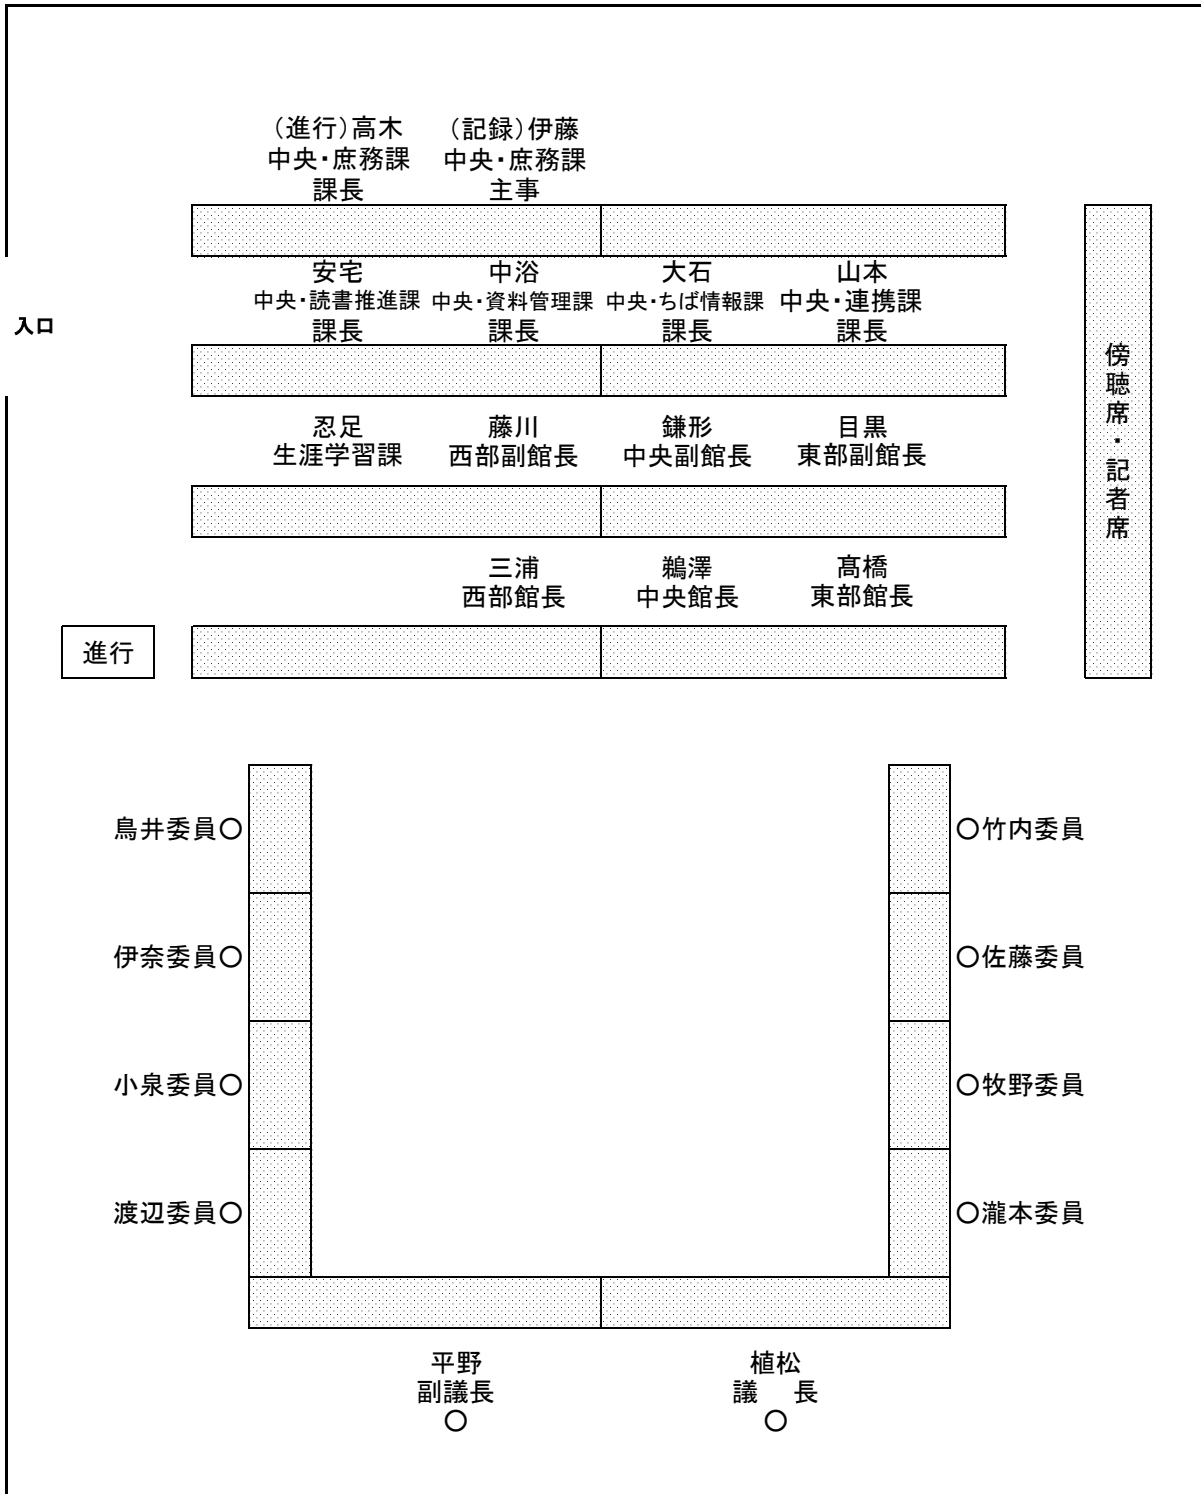 （進行）高木　（記録）伊藤
中央・庶務課　中央・庶務課
課長　主事
安宅　中浴　大石　山本
中央・読書推進課　中央・資料管理課　中央・ちば情報課　中央・連携課
課長　課長　課長　課長
入口
傍聴席・記者席
忍足　藤川　鎌形　目黒
生涯学習課　西部副館長　中央副館長　東部副館長
三浦　鵜澤　髙橋
西部館長　中央館長　東部館長
進行
鳥井委員○　○竹内委員
伊奈委員○　○佐藤委員
小泉委員○　○牧野委員
渡辺委員○　○瀧本委員
平野　植松
副議長　議　長
○　○